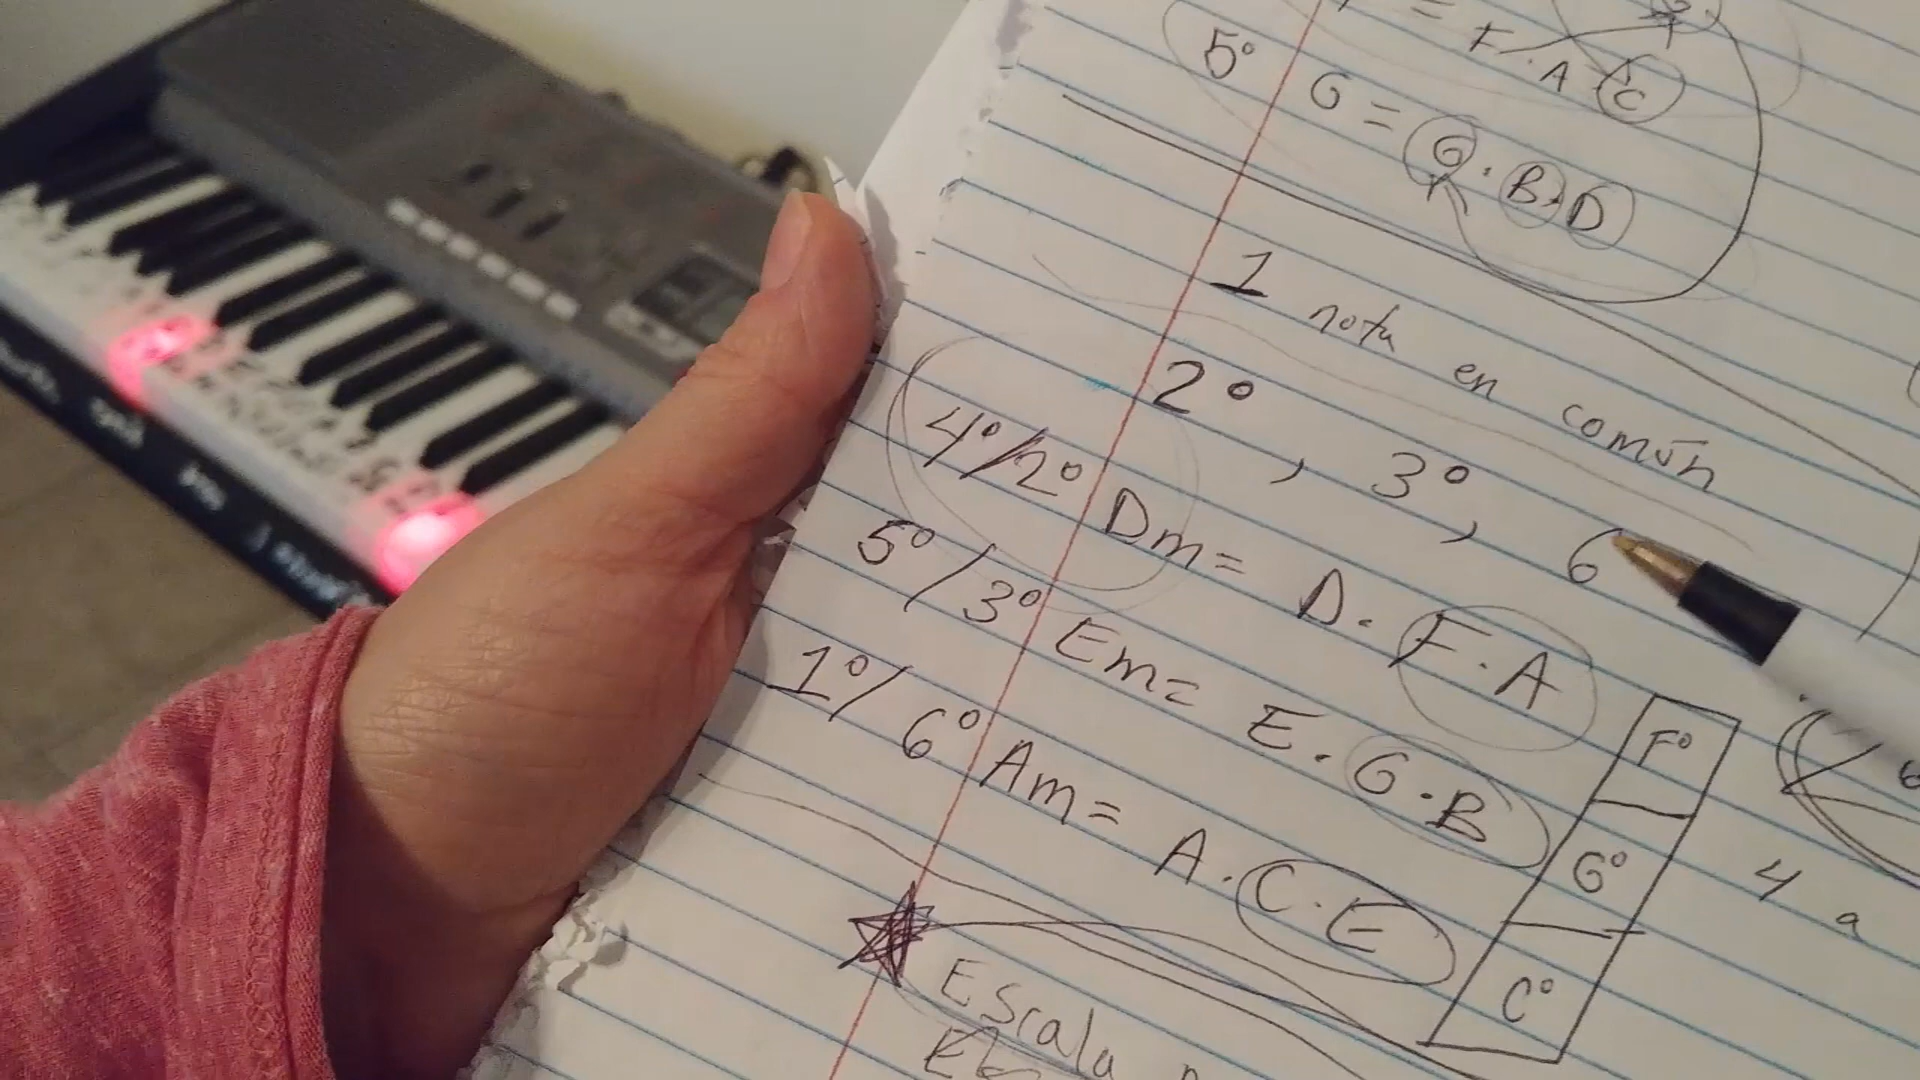 F. A. C
5° G = G. B. D
1 nota en común
2°, 3°, 6
4°/2° Dm= D. F. A
5°/3° Em= E. G. B
1°/6° Am= A. C. E
F°
G°
C°
4 a
Escala